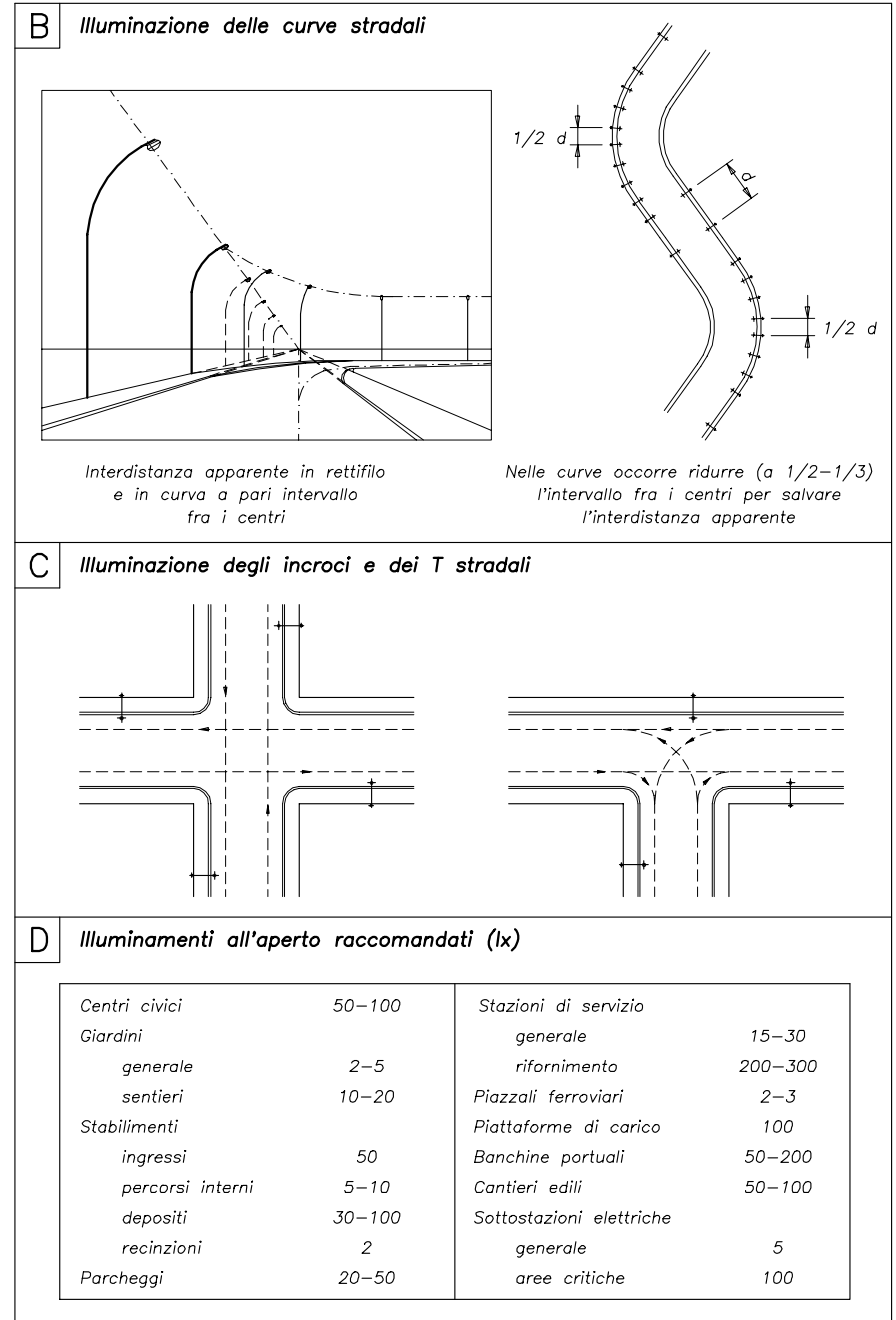 B Illuminazione delle curve stradali
1/2 d
d
1/2 d
Interdistanza apparente in rettifilo
e in curva a pari intervallo
fra i centri
Nelle curve occorre ridurre (a 1/2-1/3)
l'intervallo fra i centri per salvare
l'interdistanza apparente
C Illuminazione degli incroci e dei T stradali
D Illuminamenti all'aperto raccomandati (lx)
Centri civici 50-100
Giardini
generale 2-5
sentieri 10-20
Stabilimenti
ingressi 50
percorsi interni 5-10
depositi 30-100
recinzioni 2
Parcheggi 20-50
Stazioni di servizio
generale 15-30
rifornimento 200-300
Piazzali ferroviari 2-3
Piattaforme di carico 100
Banchine portuali 50-200
Cantieri edili 50-100
Sottostazioni elettriche
generale 5
aree critiche 100